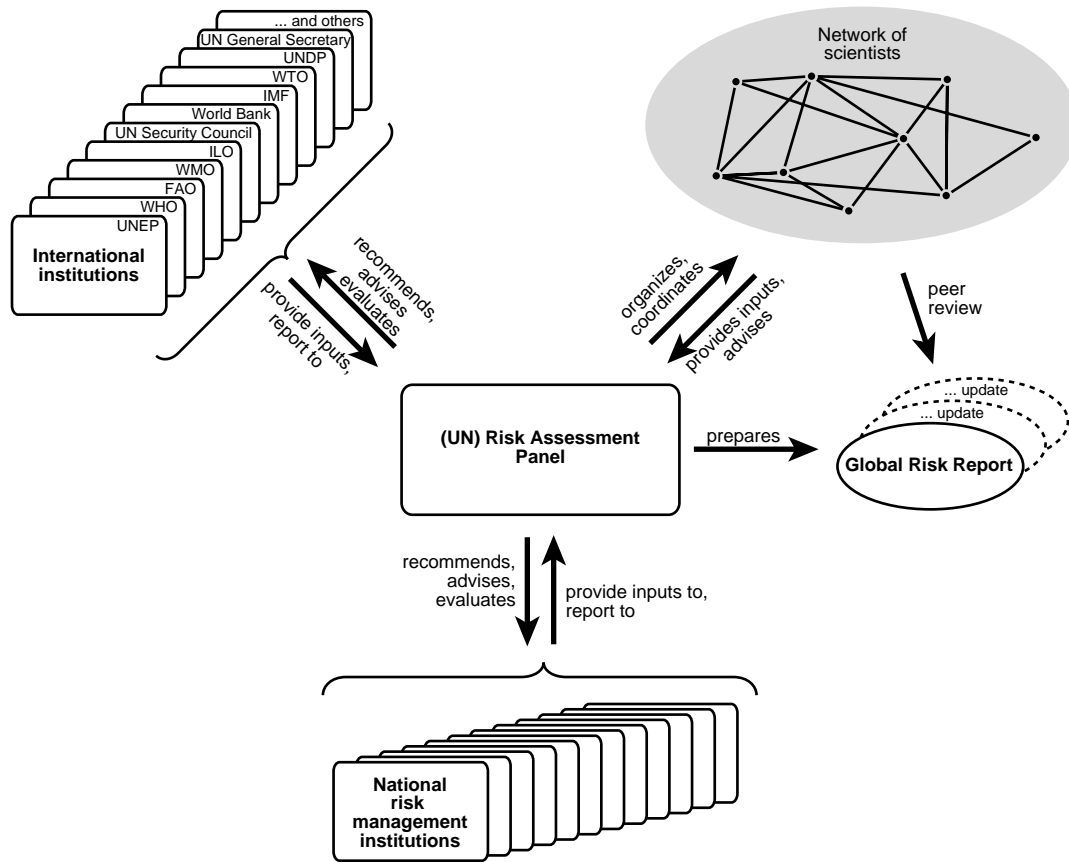 ... and others
UN General Secretary
UNDP
WTO
IMF
World Bank
UN Security Council
ILO
WMO
FAO
WHO
UNEP
International
institutions
Network of
scientists
recommends,
advises
evaluates
provide inputs,
report to
organizes,
coordinates
provides inputs,
advises
peer
review
... update
... update
Global Risk Report
(UN) Risk Assessment
Panel
prepares
recommends,
advises,
evaluates
provide inputs to,
report to
National
risk
management
institutions